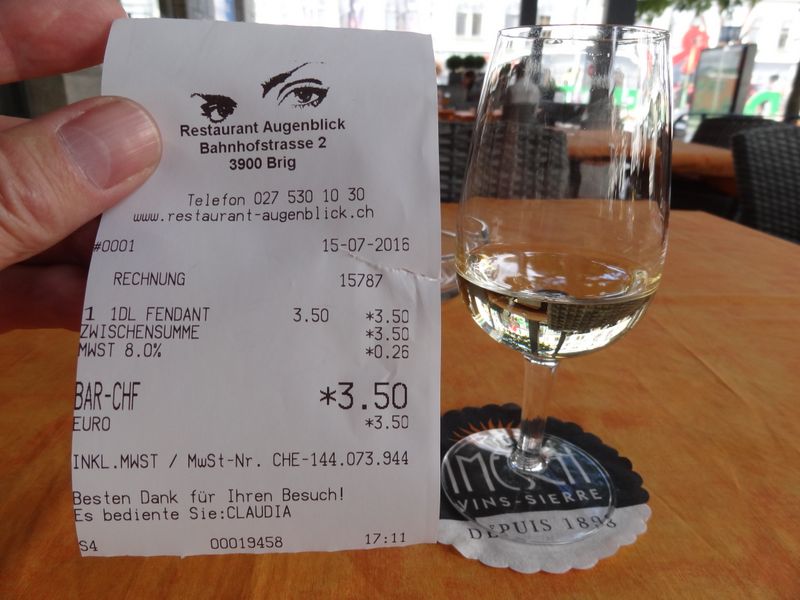 Restaurant Augenblick
Bahnhofstrasse 2
3900 Brig
Telefon 027 530 10 30
www.restaurant-augenblick.ch
#0001 15-07-2016
RECHNUNG 15787
1 1DL FENDANT 3.50 *3.50
ZWISCHENSUMME *3.50
MWST 8.0% *0.26
BAR-CHF *3.50
EURO *3.50
INKL.MWST / MwSt-Nr. CHE-144.073.944
Besten Dank für Ihren Besuch!
Es bediente Sie:CLAUDIA
S4 00019458 17:11
VINS-SIERRE
DEPUIS 1898